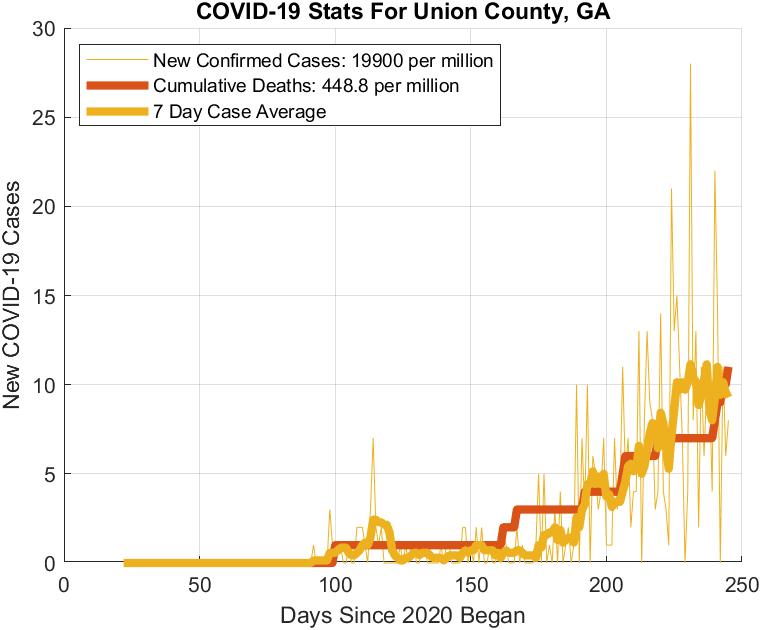 COVID-19 Stats For Union County, GA
New Confirmed Cases: 19900 per million
Cumulative Deaths: 448.8 per million
7 Day Case Average
New COVID-19 Cases
30
25
20
15
10
5
0
0 50 100 150 200 250
Days Since 2020 Began